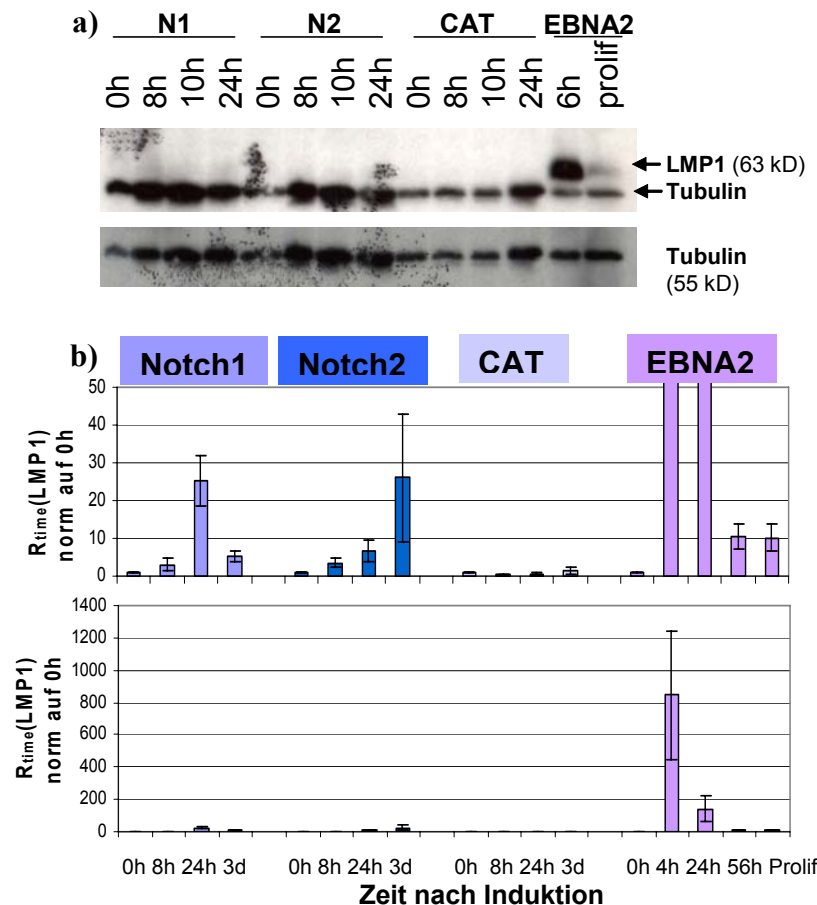 a) N1 N2 CAT EBNA2
0h 8h 10h 24h 0h 8h 10h 24h 0h 8h 10h 24h 6h prolif
LMP1 (63 kD)
Tubulin
Tubulin
(55 kD)
b)
Notch1 Notch2 CAT EBNA2
50
40
30
20
10
0
Rtime(LMP1)
norm auf 0h
1400
1200
1000
800
600
400
200
0
Rtime(LMP1)
norm auf 0h
0h 8h 24h 3d 0h 8h 24h 3d 0h 8h 24h 3d 0h 4h 24h 56h Prolif
Zeit nach Induktion